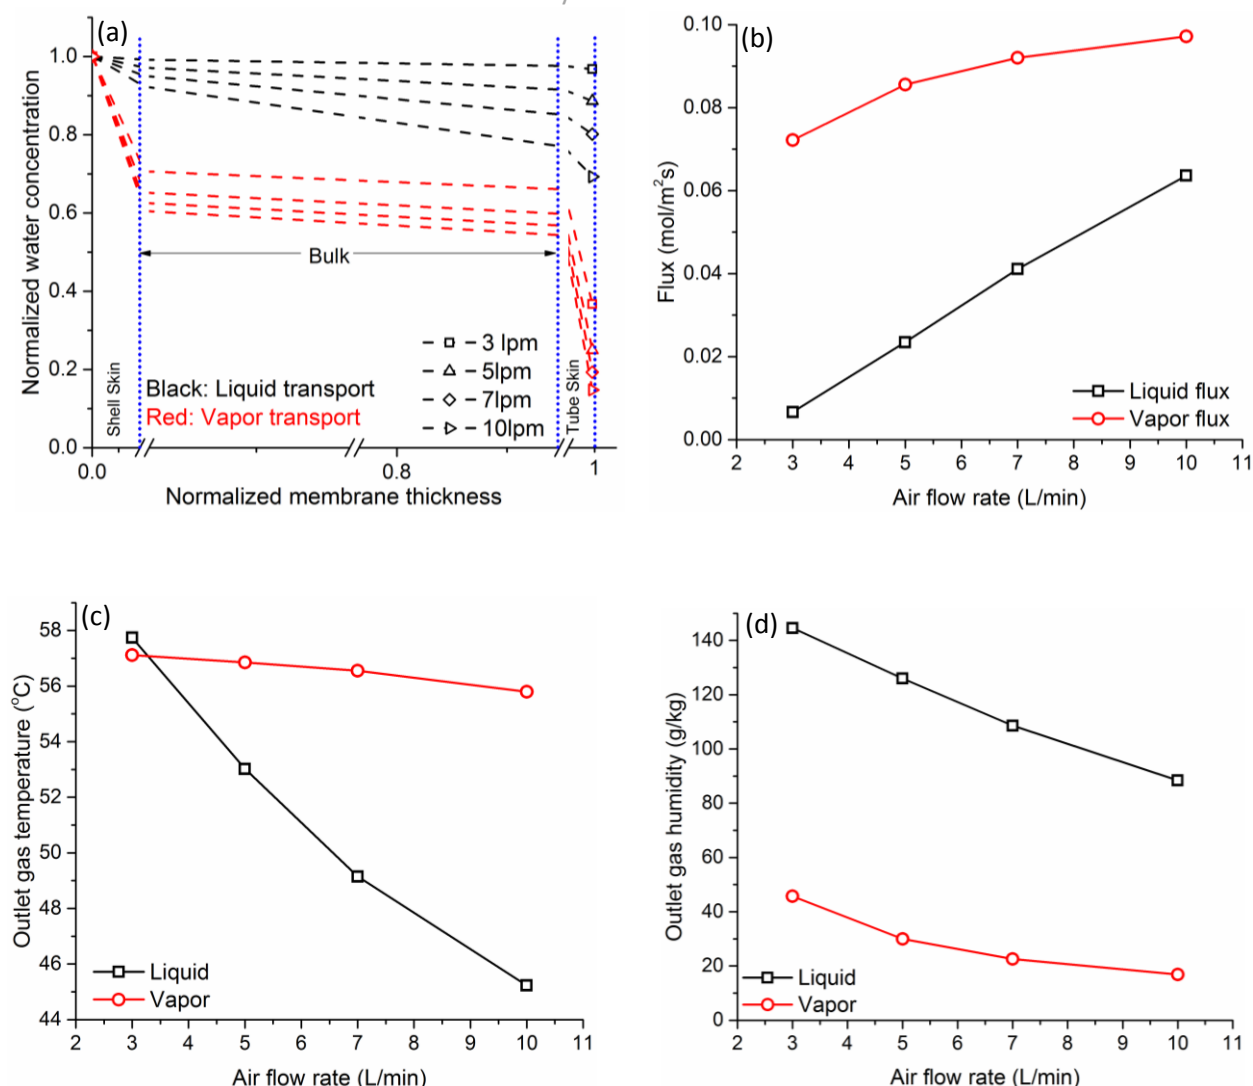 (a)
Normalized water concentration
1.0
0.8
0.6
0.4
0.2
0.0
Bulk
Shell Skin
Tube Skin
Black: Liquid transport
Red: Vapor transport
3 lpm
5lpm
7lpm
10lpm
0.0
0.8
1
Normalized membrane thickness
(b)
Flux (mol/m²s)
0.10
0.08
0.06
0.04
0.02
0.00
Liquid flux
Vapor flux
2 3 4 5 6 7 8 9 10 11
Air flow rate (L/min)
(c)
Outlet gas temperature (°C)
58
56
54
52
50
48
46
44
Liquid
Vapor
2 3 4 5 6 7 8 9 10 11
Air flow rate (L/min)
(d)
Outlet gas humidity (g/kg)
140
120
100
80
60
40
20
0
Liquid
Vapor
2 3 4 5 6 7 8 9 10 11
Air flow rate (L/min)